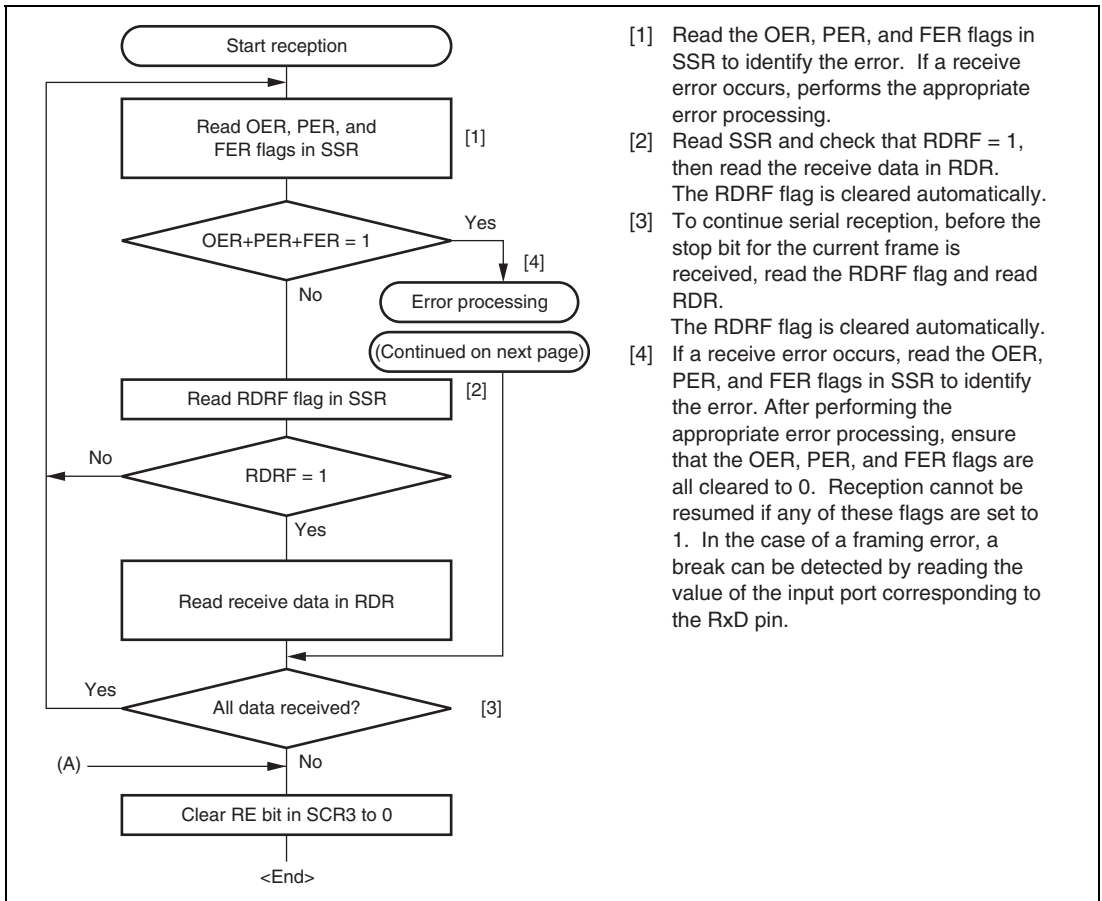 Start reception
Read OER, PER, and
FER flags in SSR
[1]
OER+PER+FER = 1
Yes
[4]
No
Error processing
(Continued on next page)
Read RDRF flag in SSR
[2]
No
RDRF = 1
Yes
Read receive data in RDR
Yes
All data received?
[3]
(A)
No
Clear RE bit in SCR3 to 0
<End>
[1] Read the OER, PER, and FER flags in
SSR to identify the error. If a receive
error occurs, performs the appropriate
error processing.
[2] Read SSR and check that RDRF = 1,
then read the receive data in RDR.
The RDRF flag is cleared automatically.
[3] To continue serial reception, before the
stop bit for the current frame is
received, read the RDRF flag and read
RDR.
The RDRF flag is cleared automatically.
[4] If a receive error occurs, read the OER,
PER, and FER flags in SSR to identify
the error. After performing the
appropriate error processing, ensure
that the OER, PER, and FER flags are
all cleared to 0. Reception cannot be
resumed if any of these flags are set to
1. In the case of a framing error, a
break can be detected by reading the
value of the input port corresponding to
the RxD pin.